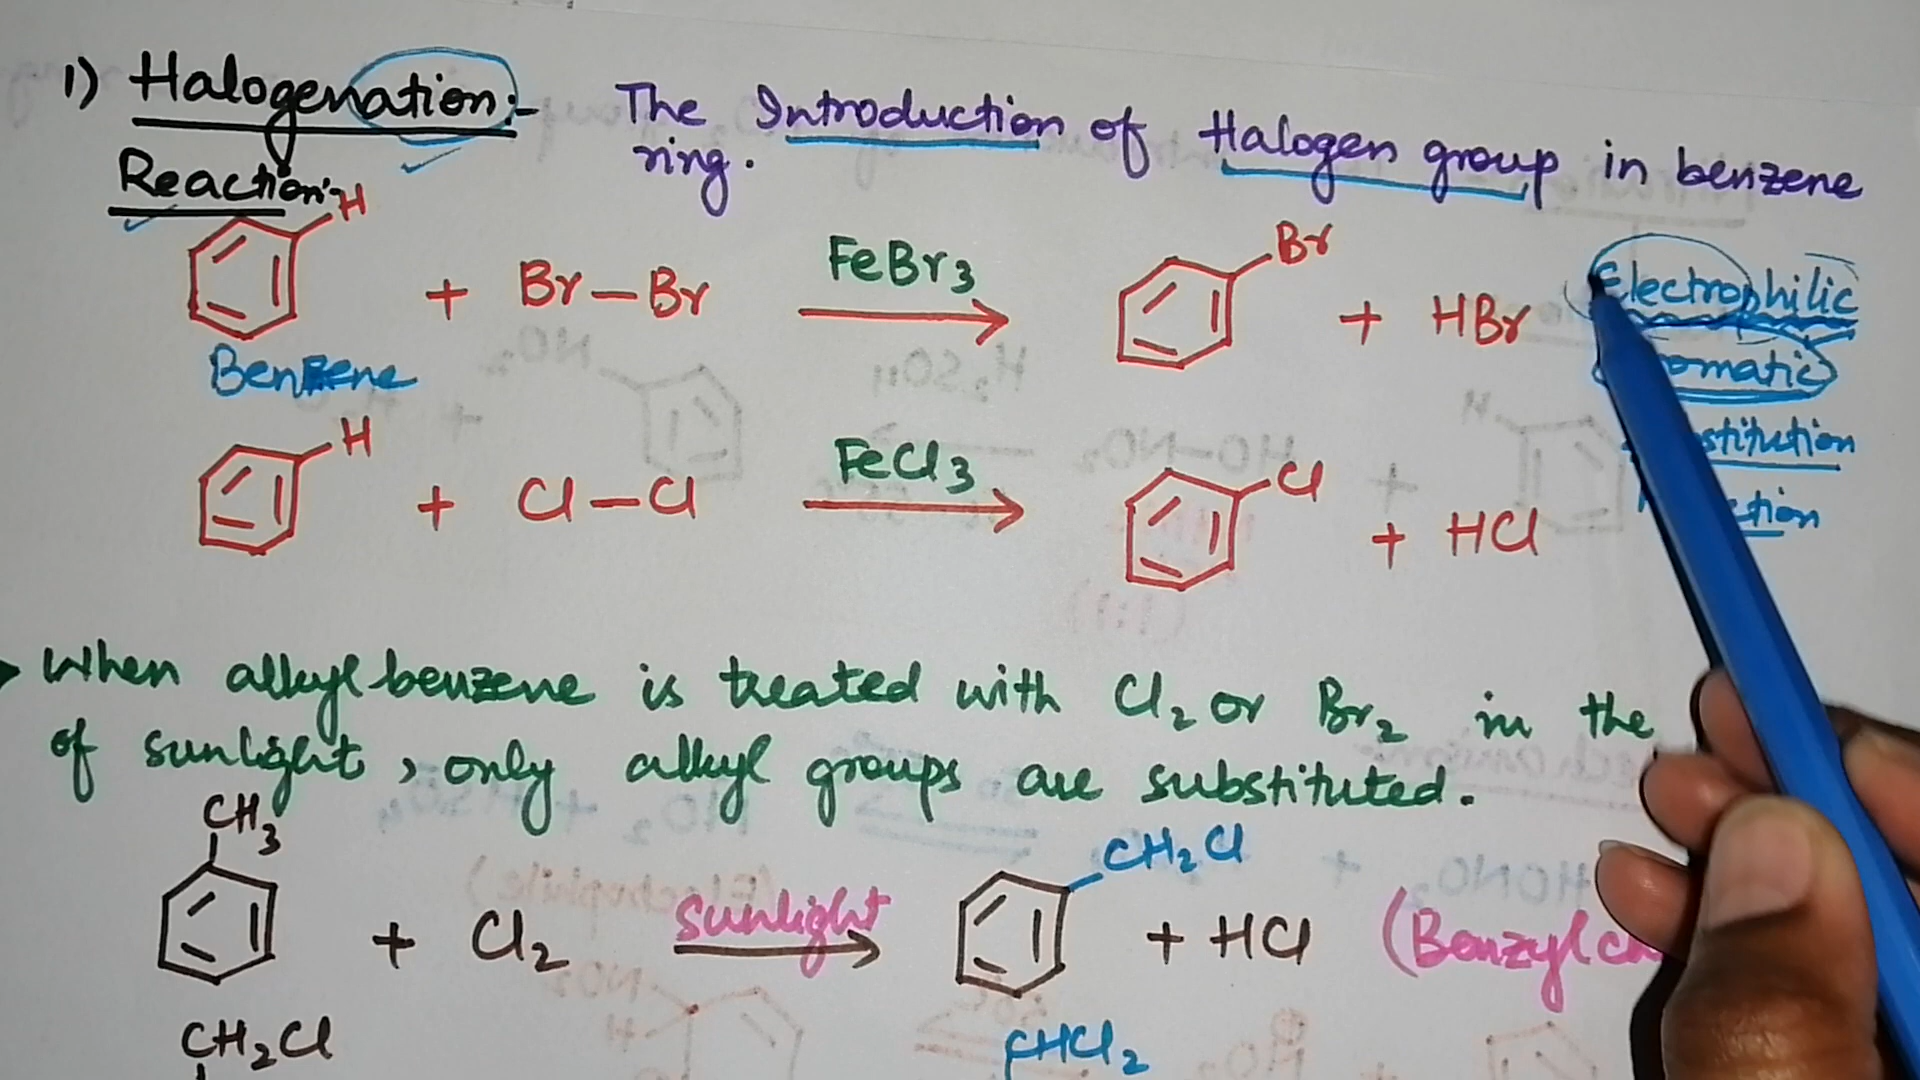 1) Halogenation:- The Introduction of Halogen group in benzene
Reaction:- ring.
H
Br
Br—Br FeBr3
+ + HBr
Electrophilic
Benzene
H
Cl
Cl—Cl FeCl3
+ + HCl
When alkyl benzene is treated with Cl2 or Br2 in the
of sunlight, only alkyl groups are substituted.
CH3
CH2Cl
+ Cl2 Sunlight + HCl
CH2Cl
CHCl2